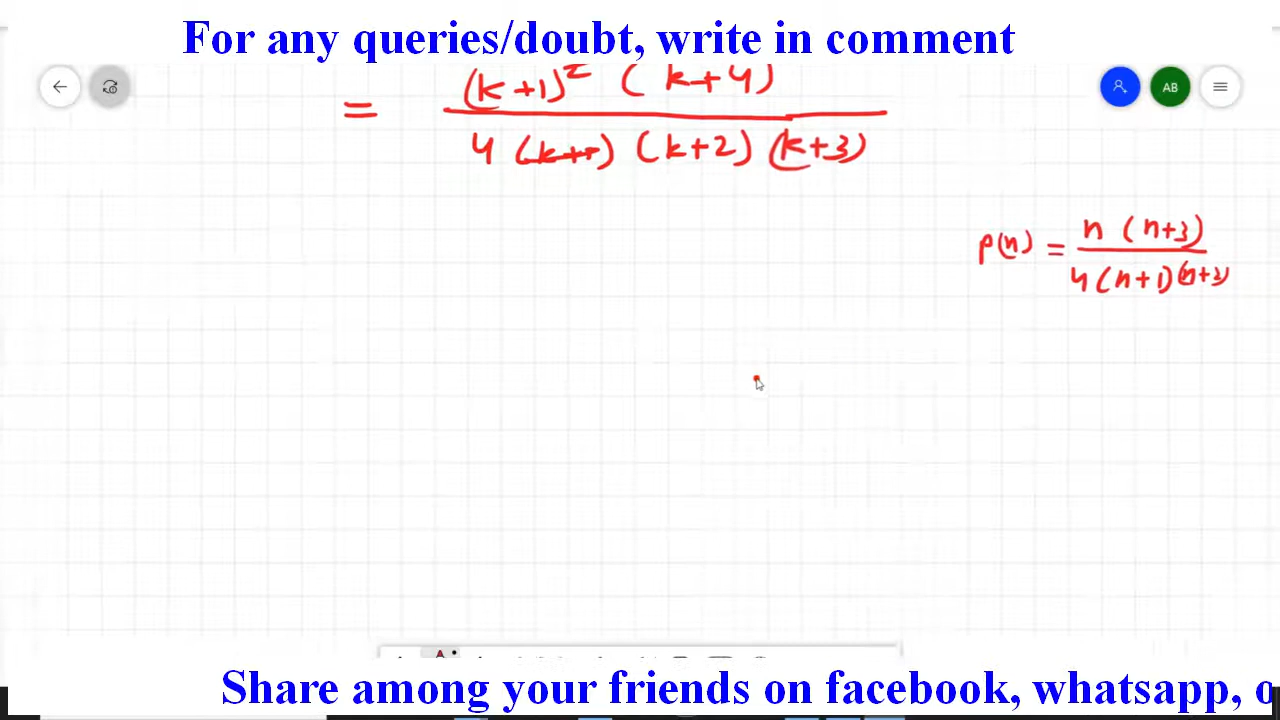 For any queries/doubt, write in comment
(k+1)² (k+4)
=
4 (k+1) (k+2) (k+3)
AB
n (n+3)
P(n) =
4(n+1)(n+2)
Share among your friends on facebook, whatsapp, o